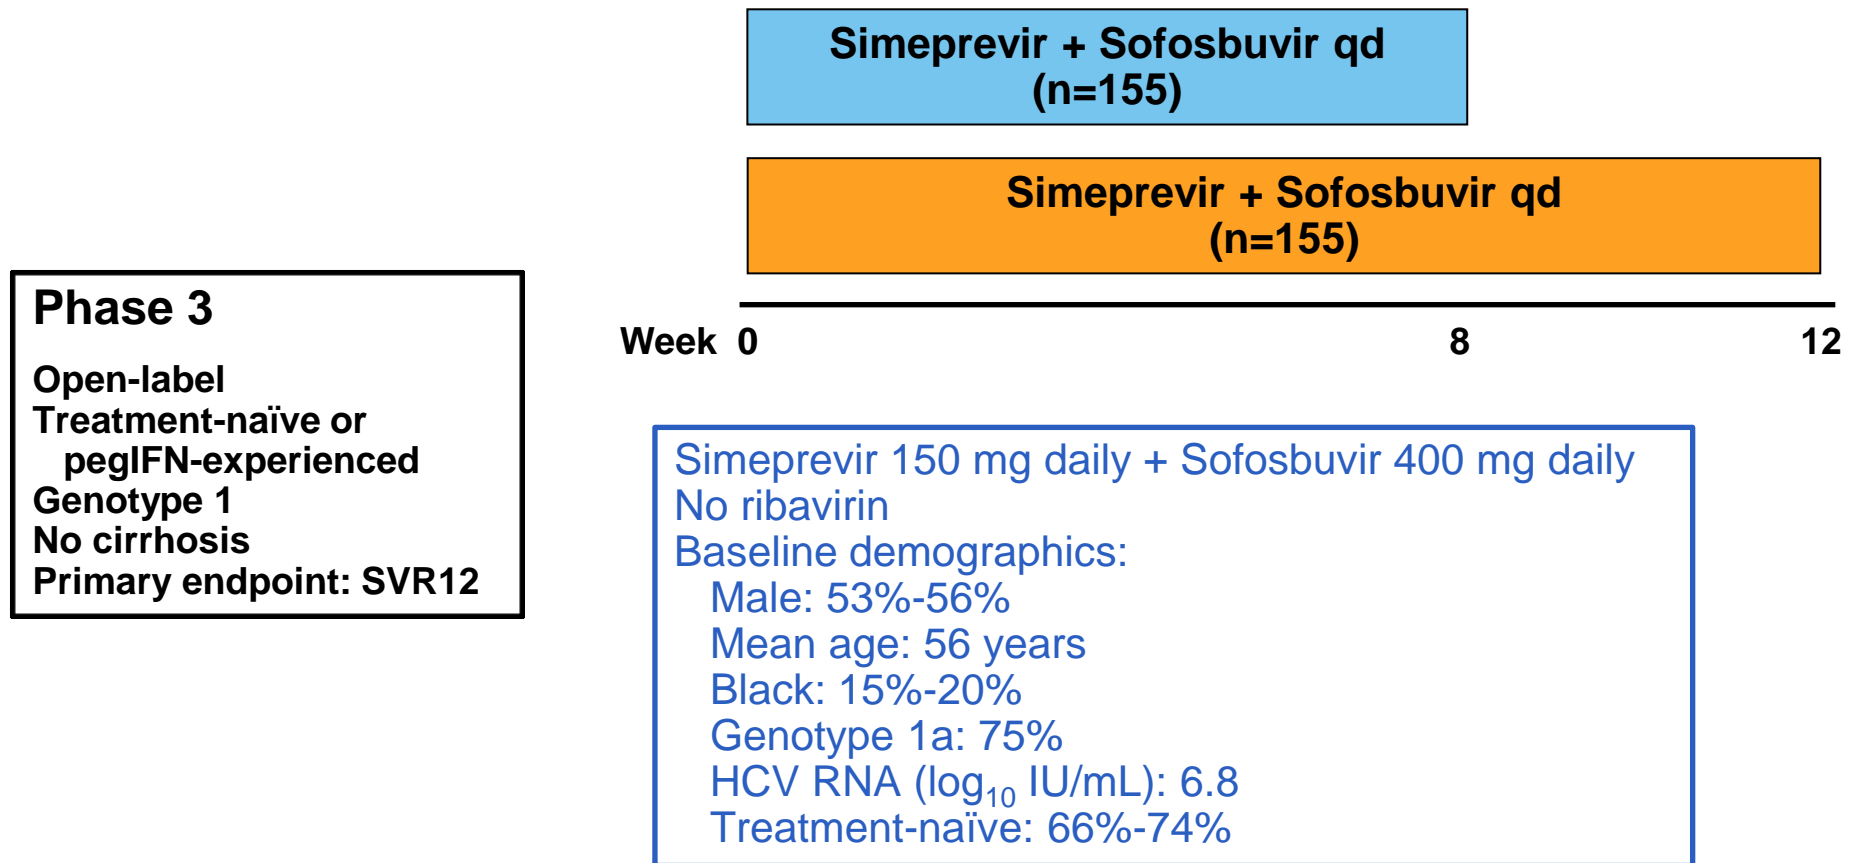 Simeprevir + Sofosbuvir qd
(n=155)
Simeprevir + Sofosbuvir qd
(n=155)
Week 0 8 12
Phase 3
Open-label
Treatment-naïve or
pegIFN-experienced
Genotype 1
No cirrhosis
Primary endpoint: SVR12
Simeprevir 150 mg daily + Sofosbuvir 400 mg daily
No ribavirin
Baseline demographics:
Male: 53%-56%
Mean age: 56 years
Black: 15%-20%
Genotype 1a: 75%
HCV RNA (log₁₀ IU/mL): 6.8
Treatment-naïve: 66%-74%